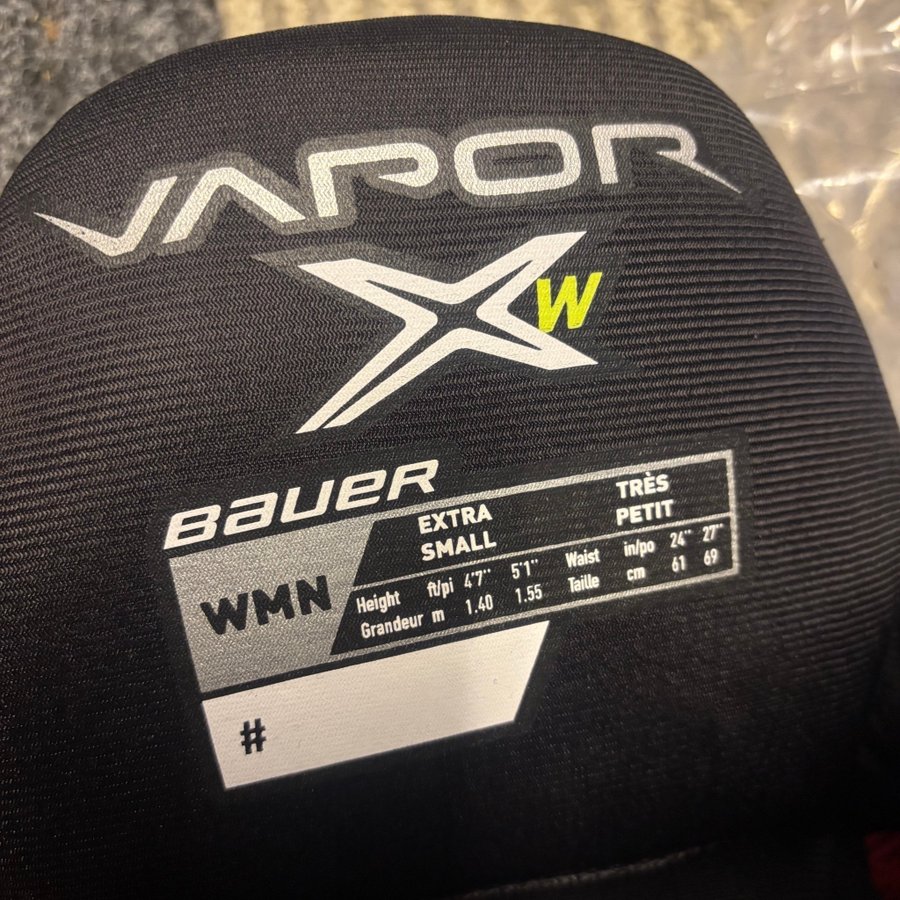 VAPOR
X W
BAUER
WMN
EXTRA SMALL
TRÈS PETIT
Height ft/pi 4'7" 5'1" Waist in/po 24" 27"
Grandeur m 1.40 1.55 Taille cm 61 69
#